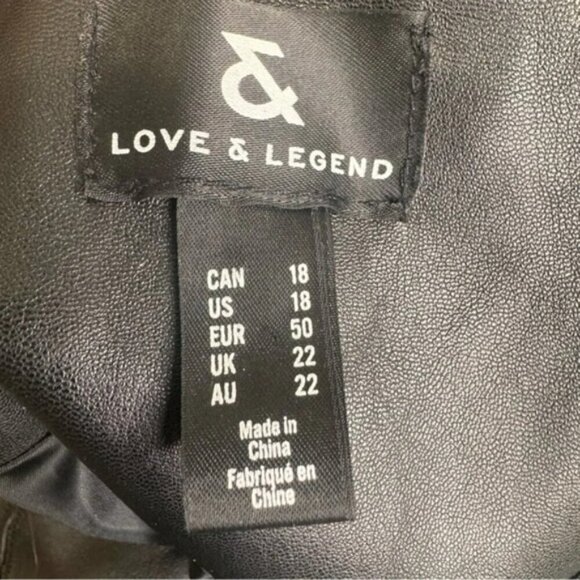 &
LOVE & LEGEND
CAN 18
US 18
EUR 50
UK 22
AU 22
Made in
China
Fabriqué en
Chine